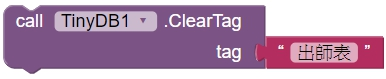 call TinyDB1 .ClearTag
tag “ 出師表 ”